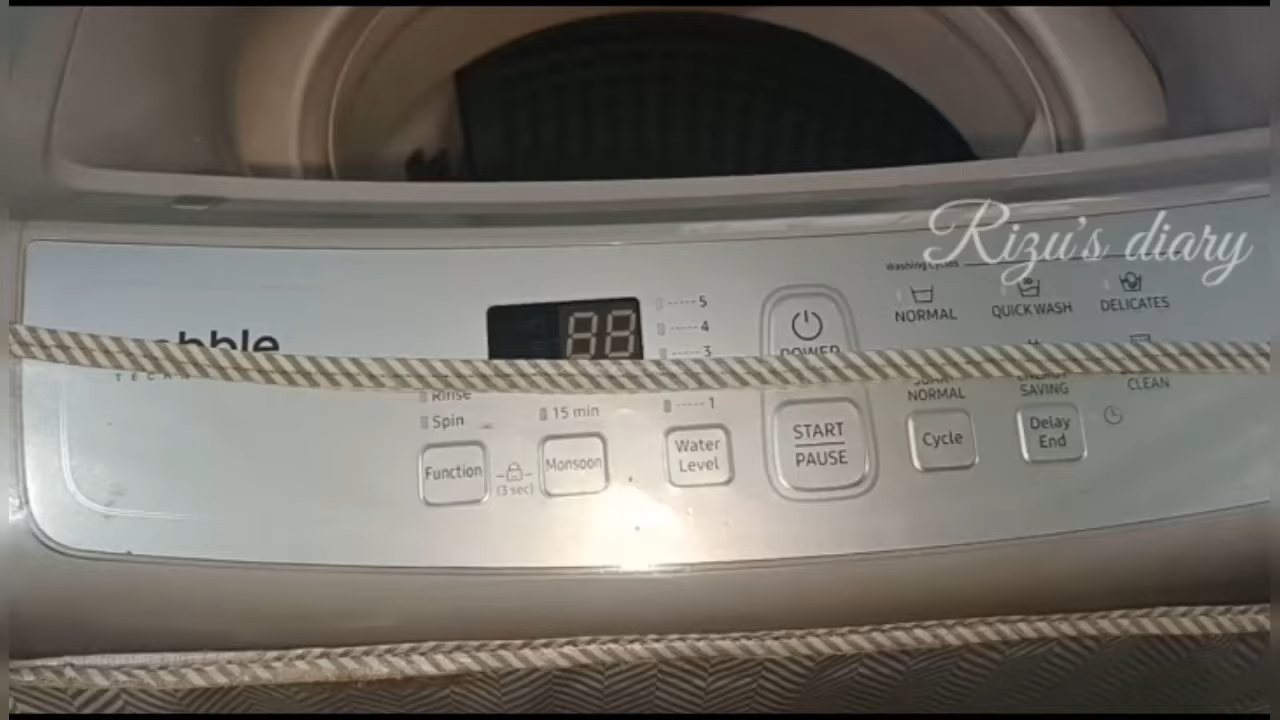 Rizu's diary
Washing Cycles
5
4
3
NORMAL
QUICK WASH
DELICATES
POWER
Rinse
Spin
15 min
1
NORMAL
ENERGY
SAVING
CLEAN
Function
(3 sec)
Monsoon
Water
Level
START
PAUSE
Cycle
Delay
End